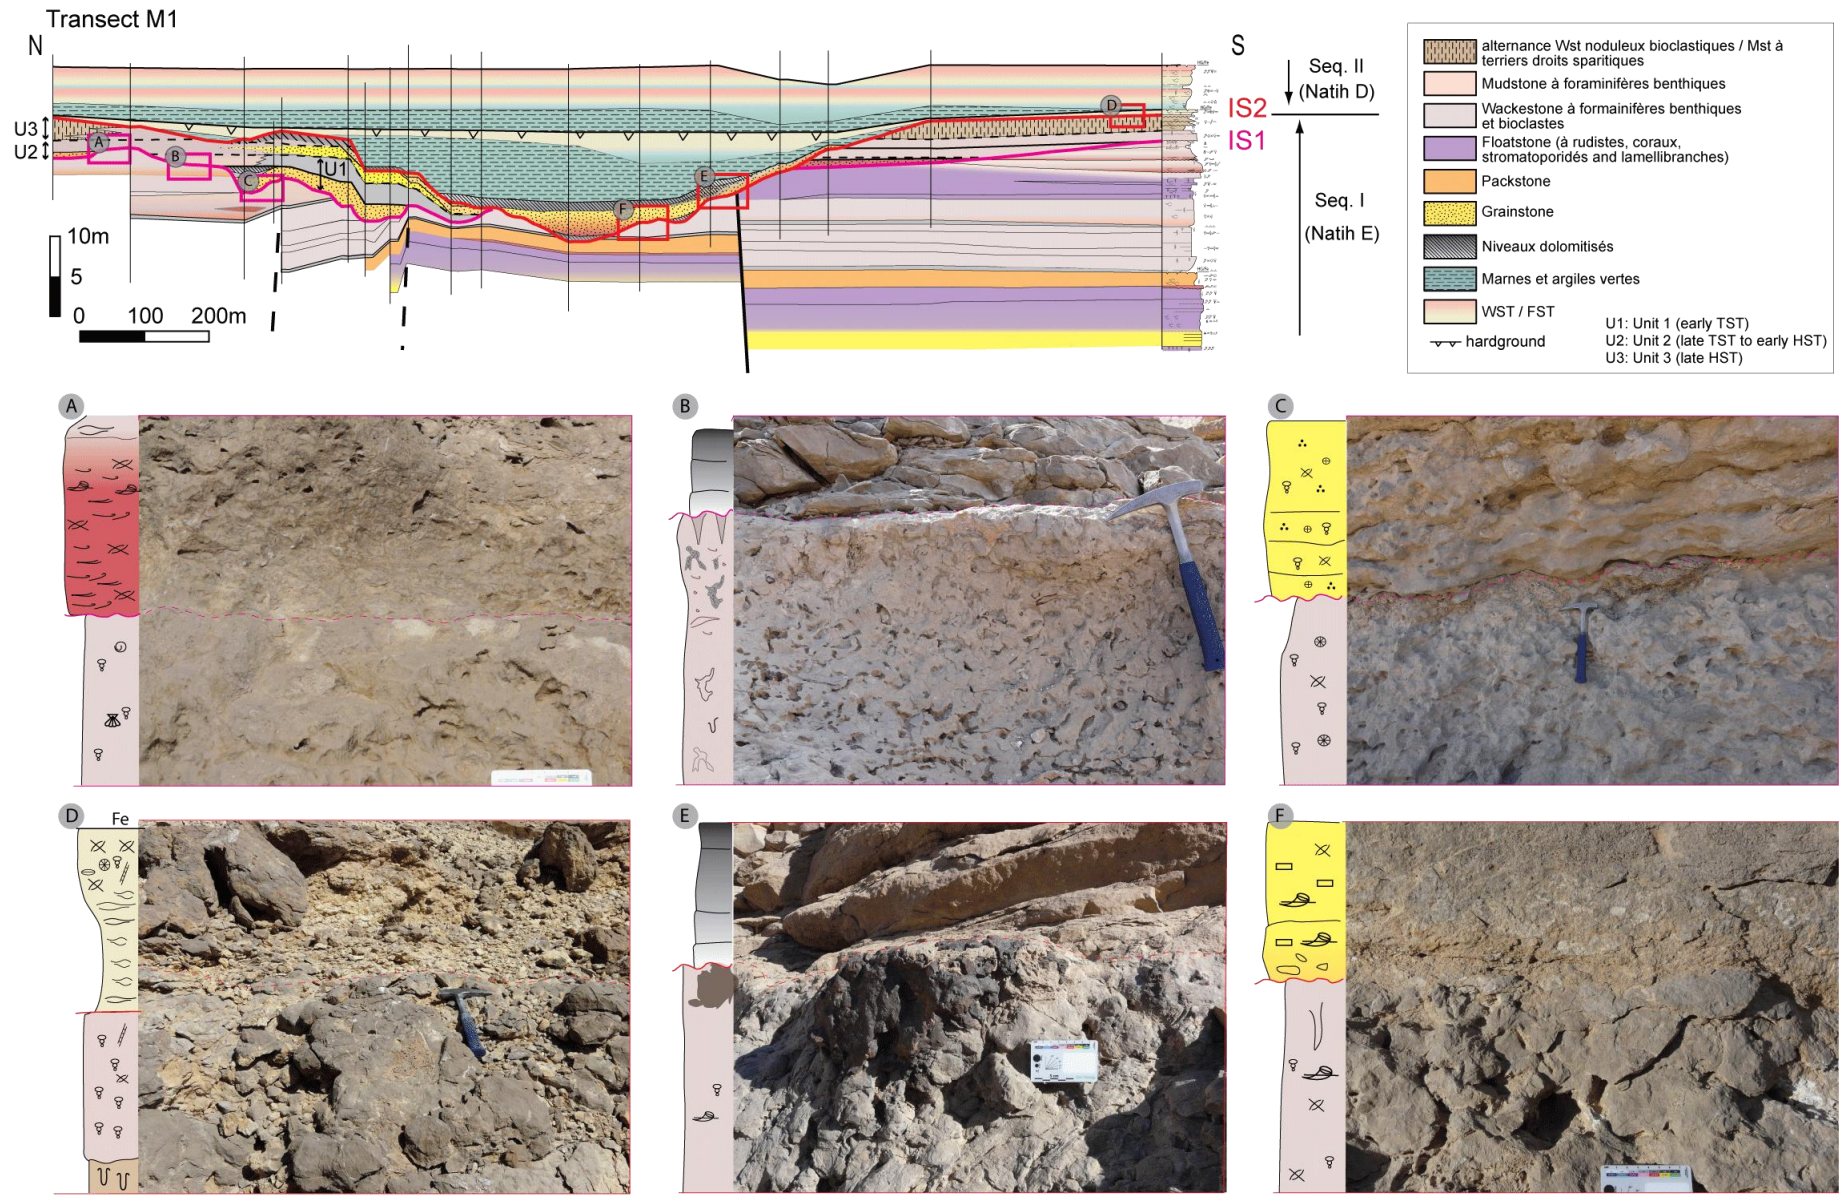 Transect M1
N
S
Seq. II
(Natih D)
IS2
IS1
Seq. I
(Natih E)
U3
U2
U1
A
B
C
D
E
F
10m
5
0 100 200m
alternance Wst noduleux bioclastiques / Mst à
terriers droits sparitiques
Mudstone à foraminifères benthiques
Wackestone à formainifères benthiques
et bioclastes
Floatstone (à rudistes, coraux,
stromatoporidés and lamellibranches)
Packstone
Grainstone
Niveaux dolomitisés
Marnes et argiles vertes
WST / FST
hardground
U1: Unit 1 (early TST)
U2: Unit 2 (late TST to early HST)
U3: Unit 3 (late HST)
A
B
C
D
Fe
E
F